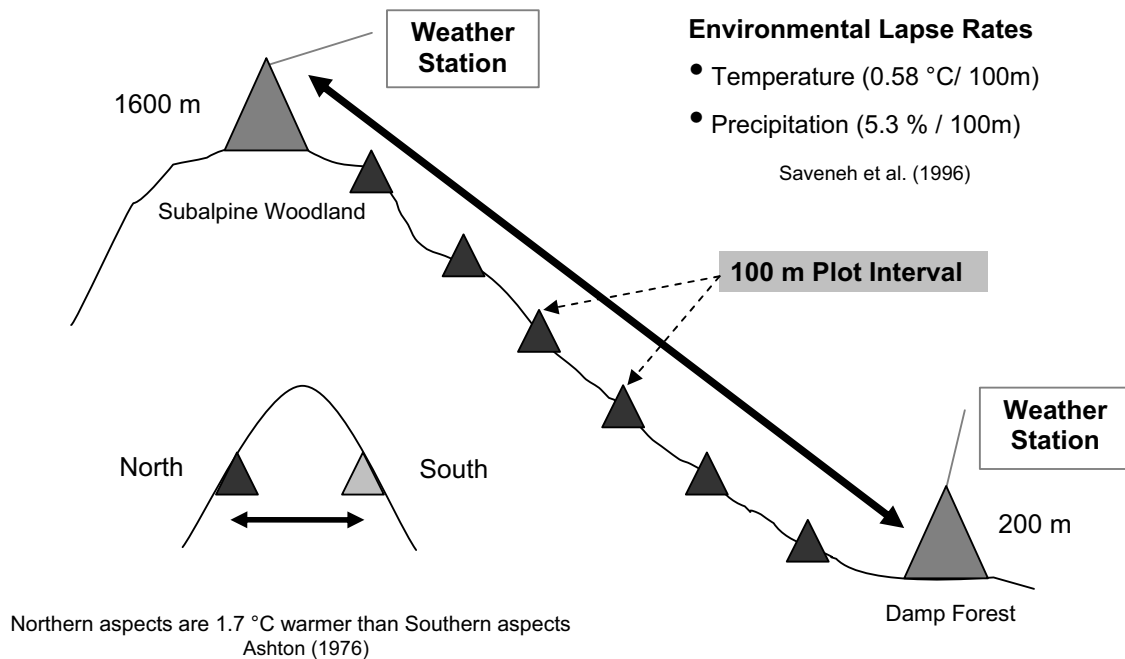 Weather
Station
Environmental Lapse Rates
• Temperature (0.58 °C/ 100m)
• Precipitation (5.3 % / 100m)
Saveneh et al. (1996)
1600 m
Subalpine Woodland
100 m Plot Interval
Weather
Station
North
South
200 m
Damp Forest
Northern aspects are 1.7 °C warmer than Southern aspects
Ashton (1976)